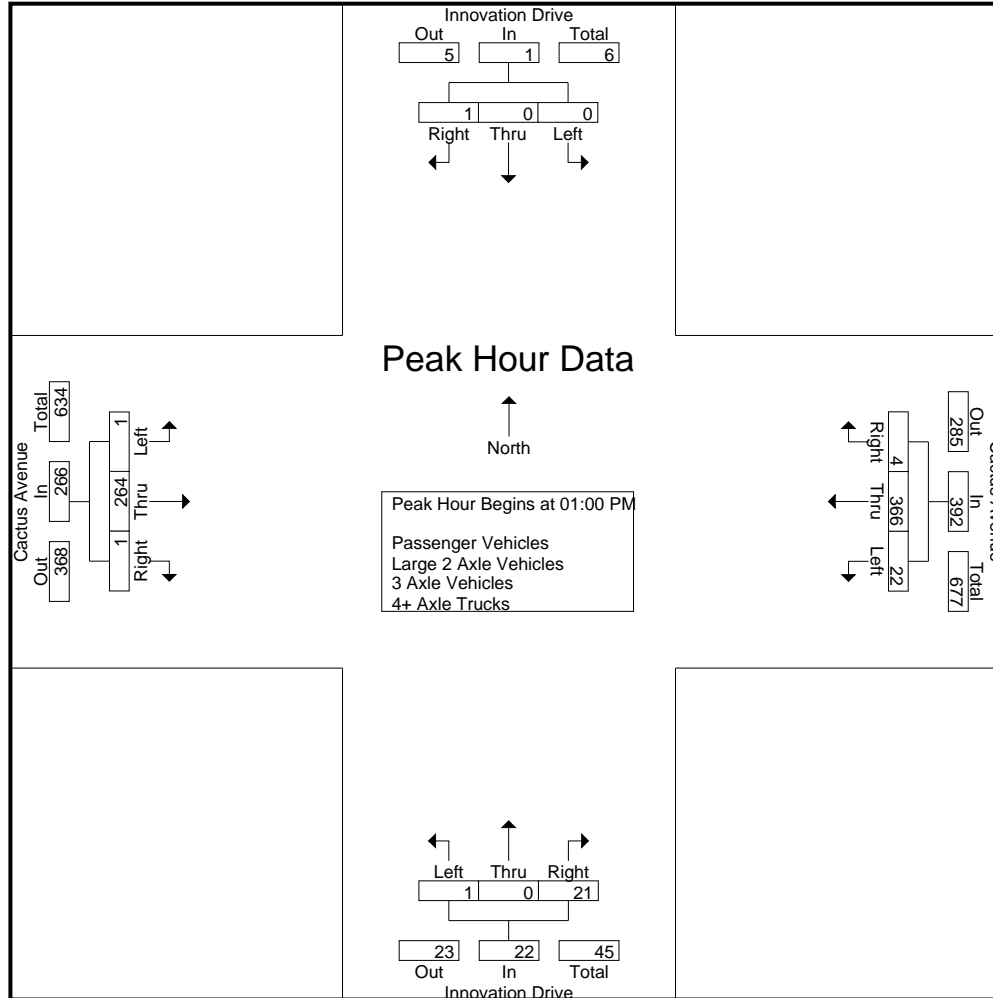 Innovation Drive
Out In Total
5 1 6
1 0 0
Right Thru Left
Peak Hour Data
North
Peak Hour Begins at 01:00 PM
Passenger Vehicles
Large 2 Axle Vehicles
3 Axle Vehicles
4+ Axle Trucks
Cactus Avenue
Out In Total
368 266 634
1 264 1
Right Thru Left
Out In Total
285 392 677
4 366 22
Right Thru Left
Left Thru Right
1 0 21
23 22 45
Out In Total
Innovation Drive